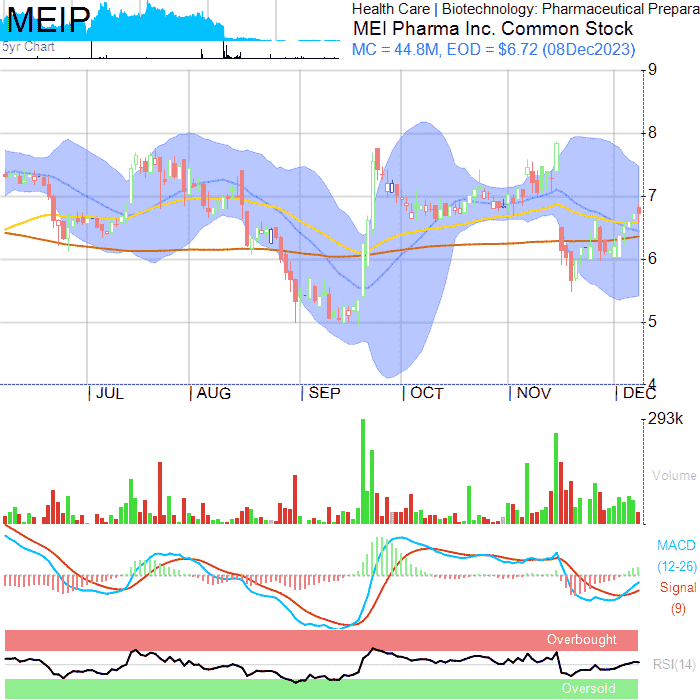 MEIP
5yr Chart
Health Care | Biotechnology: Pharmaceutical Prepara
MEI Pharma Inc. Common Stock
MC = 44.8M, EOD = $6.72 (08Dec2023)
9
8
7
6
5
4
JUL AUG SEP OCT NOV DEC
293k
Volume
MACD
(12-26)
Signal
(9)
Overbought
RSI(14)
Oversold